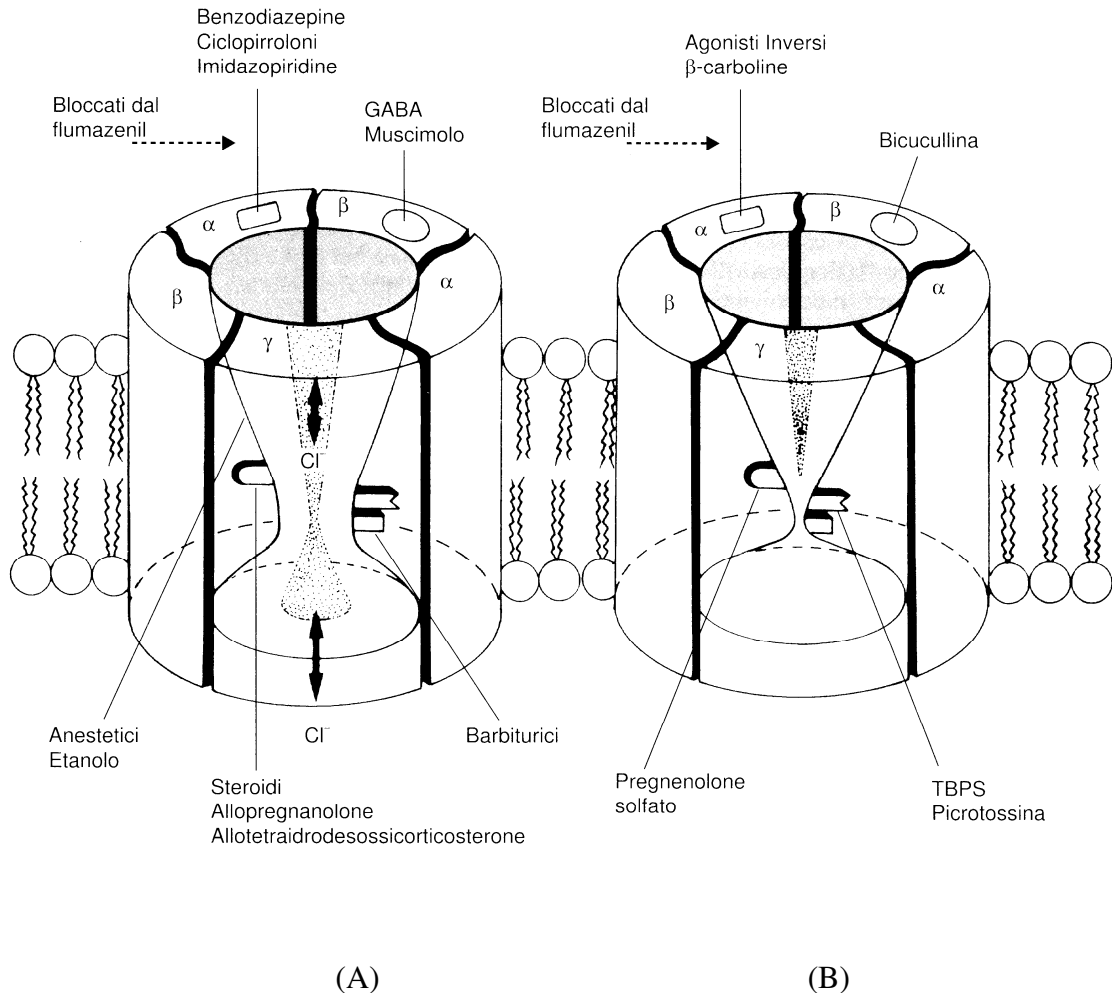 Benzodiazepine
Ciclopirroloni
Imidazopiridine
Bloccati dal
flumazenil
GABA
Muscimolo
α
β
β
α
γ
Cl⁻
Cl⁻
Anestetici
Etanolo
Steroidi
Allopregnanolone
Allotetraidrodesossicorticosterone
Barbiturici
(A)
Agonisti Inversi
β-carboline
Bloccati dal
flumazenil
Bicucullina
α
β
β
α
γ
Pregnenolone
solfato
TBPS
Picrotossina
(B)